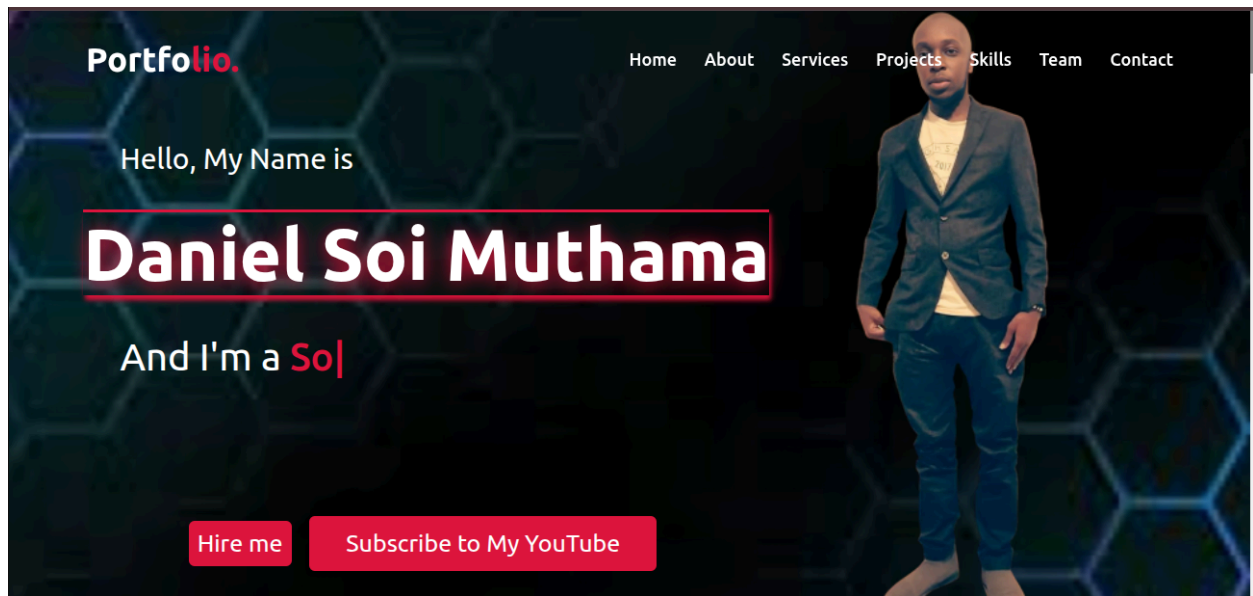 Portfolio.
Home About Services Projects Skills Team Contact
Hello, My Name is
Daniel Soi Muthama
And I'm a So|
Hire me
Subscribe to My YouTube